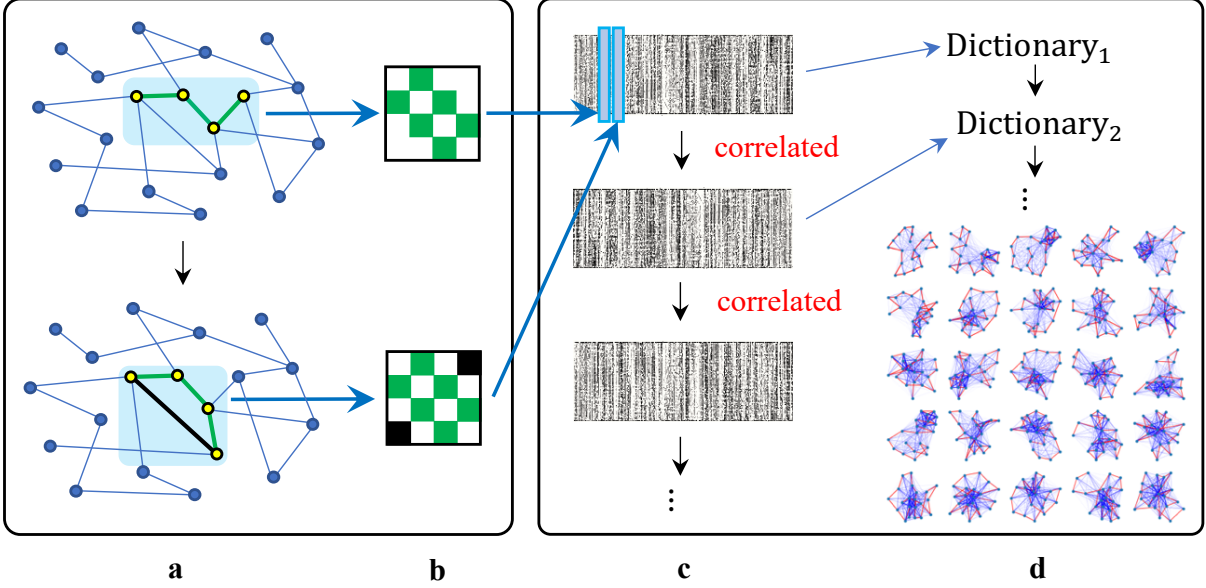 Dictionary₁
Dictionary₂
⋮
correlated
correlated
⋮
a
b
c
d